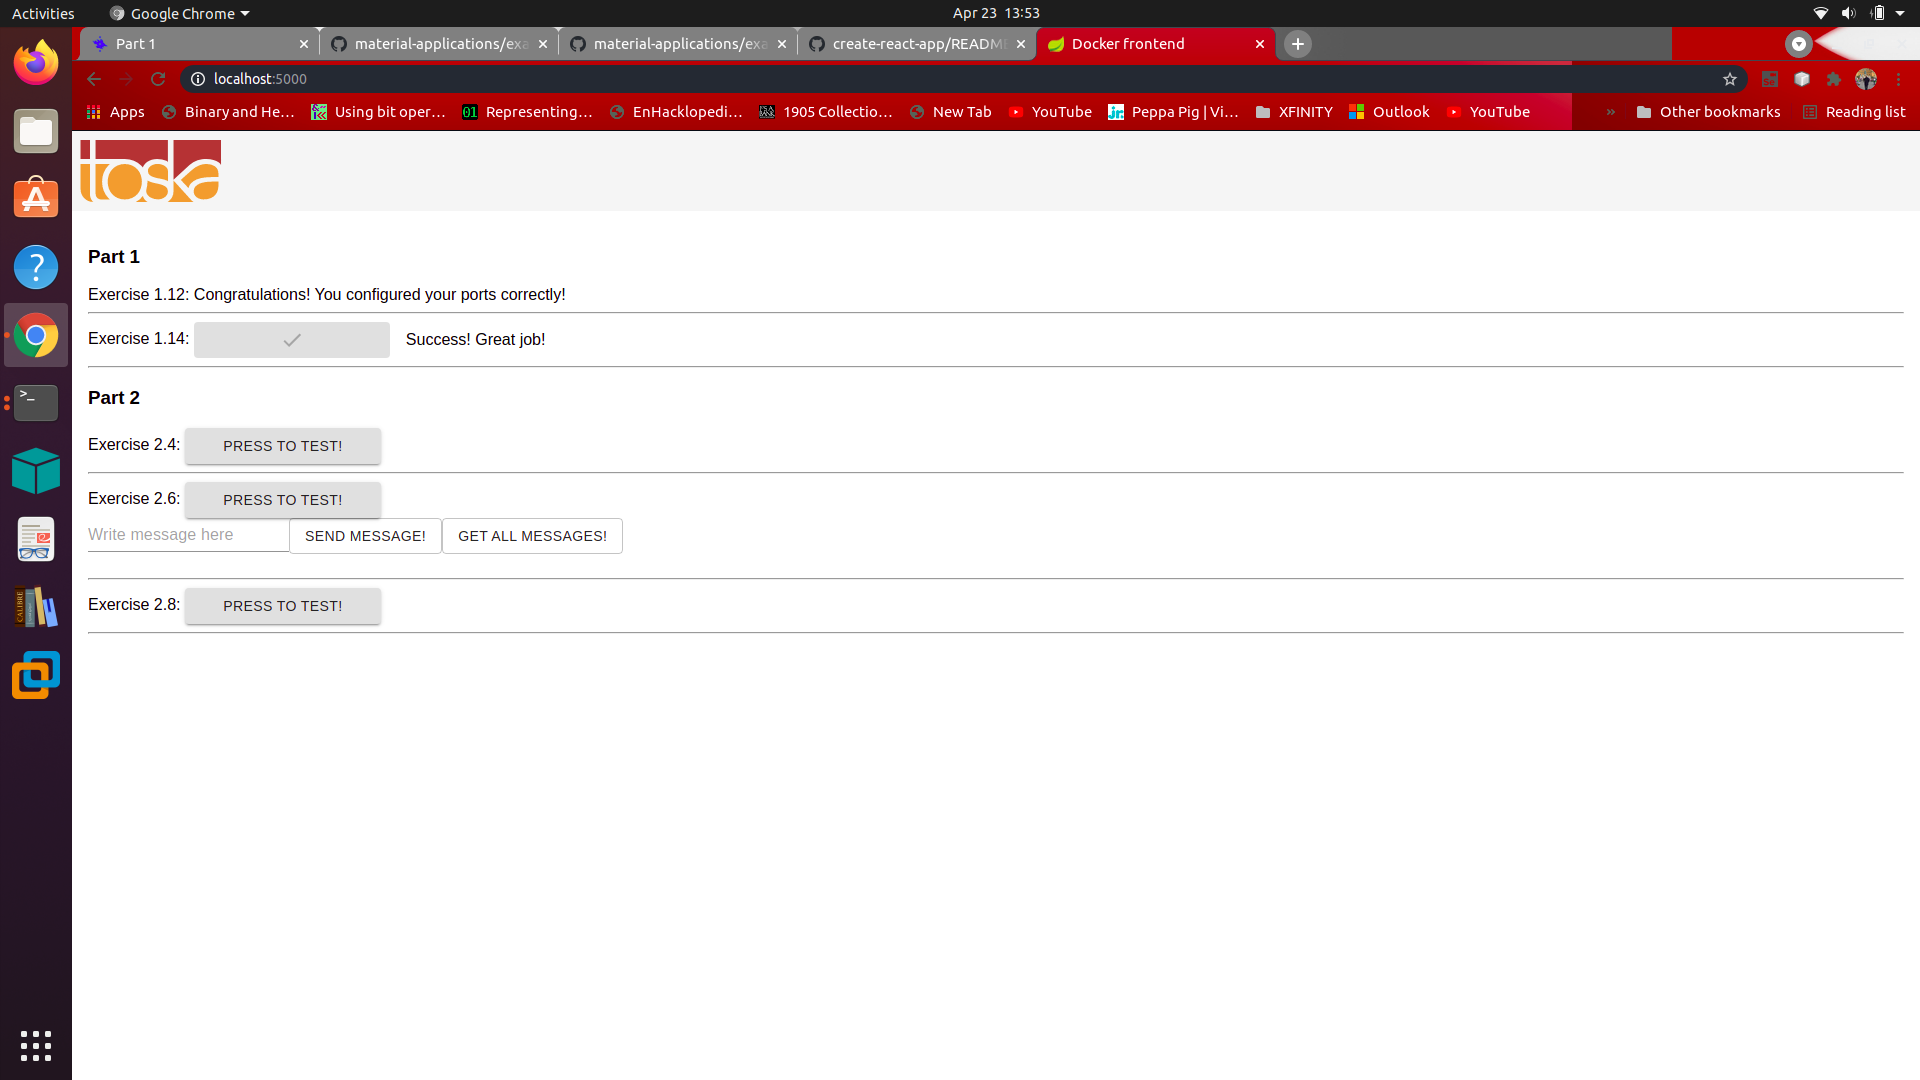 Activities Google Chrome Apr 23 13:53
Part 1 material-applications/exa material-applications/exa create-react-app/README Docker frontend
localhost:5000
Apps Binary and He... Using bit oper... Representing... EnHacklopedi... 1905 Collectio... New Tab YouTube Peppa Pig | Vi... XFINITY Outlook YouTube » Other bookmarks Reading list
toska
Part 1
Exercise 1.12: Congratulations! You configured your ports correctly!
Exercise 1.14: Success! Great job!
Part 2
Exercise 2.4: PRESS TO TEST!
Exercise 2.6: PRESS TO TEST!
Write message here SEND MESSAGE! GET ALL MESSAGES!
Exercise 2.8: PRESS TO TEST!
CALIBRE